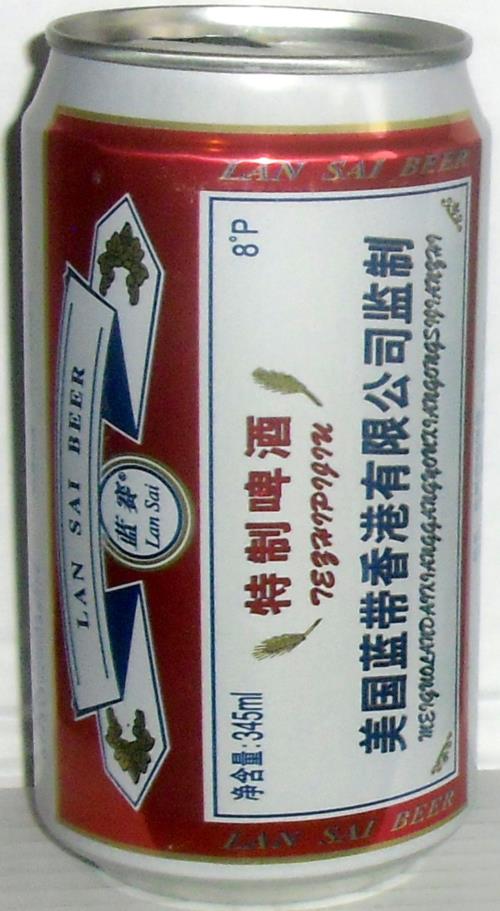 LAN SAI BEER
LAN SAI BEER
蓝赛®
Lan Sai
8°P
特制啤酒
净含量:345ml
美国蓝带香港有限公司监制
LAN SAI BEER